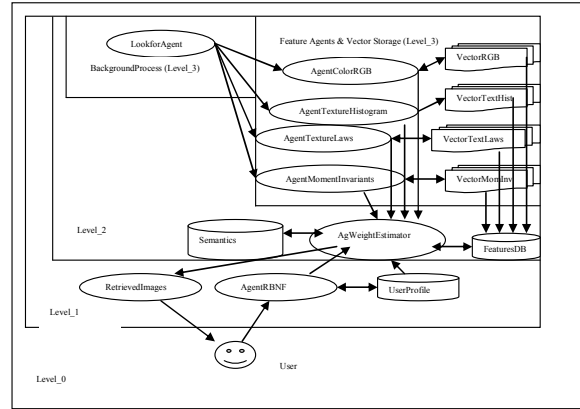 LookforAgent
Feature Agents & Vector Storage (Level_3)
BackgroundProcess (Level_3)
AgentColorRGB
VectorRGB
AgentTextureHistogram
VectorTextHist
AgentTextureLaws
VectorTextLaws
AgentMomentInvariants
VectorMomInv
Level_2
Semantics
AgWeightEstimator
FeaturesDB
RetrievedImages
AgentRBNF
UserProfile
Level_1
User
Level_0